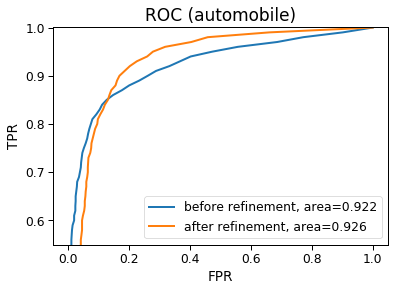 ROC (automobile)
TPR
1.0
0.9
0.8
0.7
0.6
before refinement, area=0.922
after refinement, area=0.926
0.0 0.2 0.4 0.6 0.8 1.0
FPR